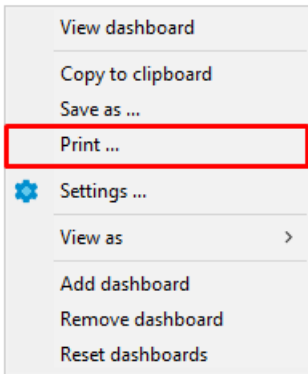 View dashboard
Copy to clipboard
Save as ...
Print ...
Settings ...
View as
Add dashboard
Remove dashboard
Reset dashboards